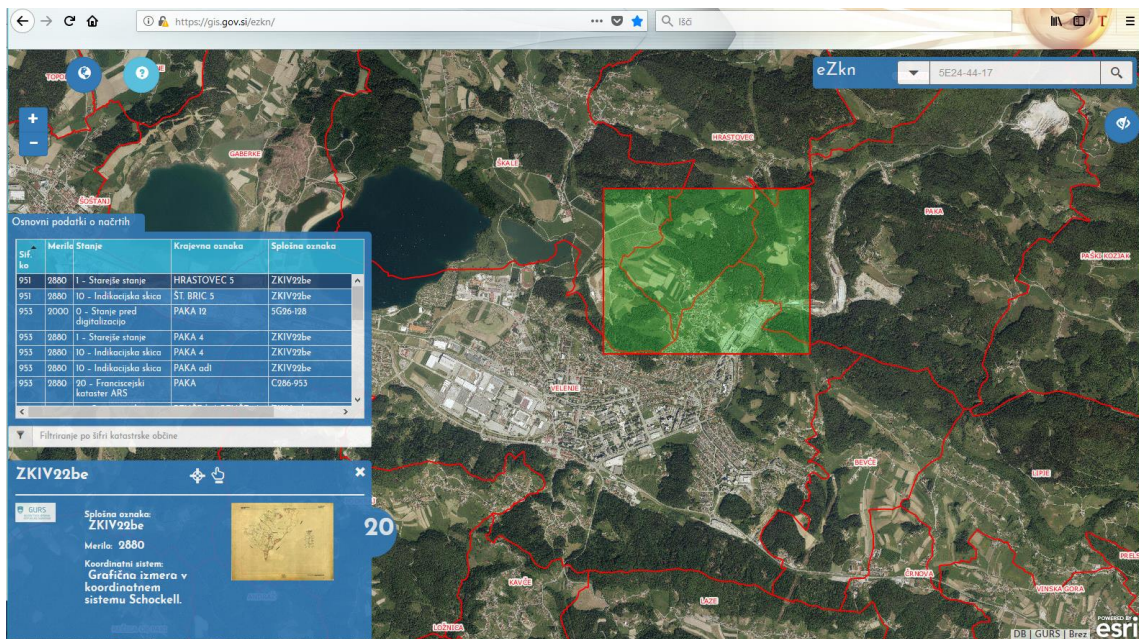 https://gis.gov.si/ezkn/
Išči
eZkn
5E24-44-17
?
+
−
TOPOL
GABERKE
ŠKALE
HRASTOVEC
ŠOSTANJ
PAKA
PAŠKI KOZJAK
Osnovni podatki o načrtih
Šif. ko Merilo Stanje Krajevna oznaka Splošna oznaka
951 2880 1 - Starejše stanje HRASTOVEC 5 ZKIV22be
951 2880 10 - Indikacijska skica ŠT. BRIC 5 ZKIV22be
953 2000 0 - Stanje pred digitalizacijo PAKA 12 5G26-128
953 2880 1 - Starejše stanje PAKA 4 ZKIV22be
953 2880 10 - Indikacijska skica PAKA 4 ZKIV22be
953 2880 10 - Indikacijska skica PAKA ad1 ZKIV22be
953 2880 20 - Franciscejski kataster ARS PAKA C286-953
Filtriranje po šifri katastrske občine
VELENJE
BEVČE
LIPJE
ZKIV22be
GURS
Splošna oznaka:
ZKIV22be
Merilo: 2880
Koordinatni sistem:
Grafična izmera v
koordinatnem
sistemu Schockell.
20
PRELS
ČRNOVA
VINSKA GORA
KAVČE
LAZE
LOŽNICA
POWERED BY
esri
DB | GURS | Brez